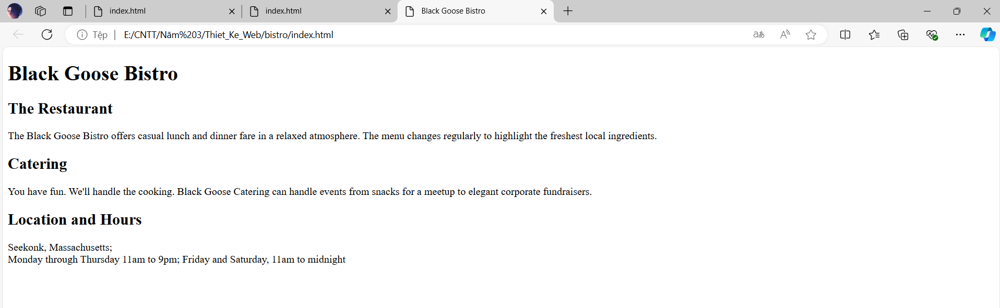 index.html
index.html
Black Goose Bistro
Tệp
E:/CNTT/Năm%203/Thiet_Ke_Web/bistro/index.html
Black Goose Bistro
The Restaurant
The Black Goose Bistro offers casual lunch and dinner fare in a relaxed atmosphere. The menu changes regularly to highlight the freshest local ingredients.
Catering
You have fun. We'll handle the cooking. Black Goose Catering can handle events from snacks for a meetup to elegant corporate fundraisers.
Location and Hours
Seekonk, Massachusetts;
Monday through Thursday 11am to 9pm; Friday and Saturday, 11am to midnight